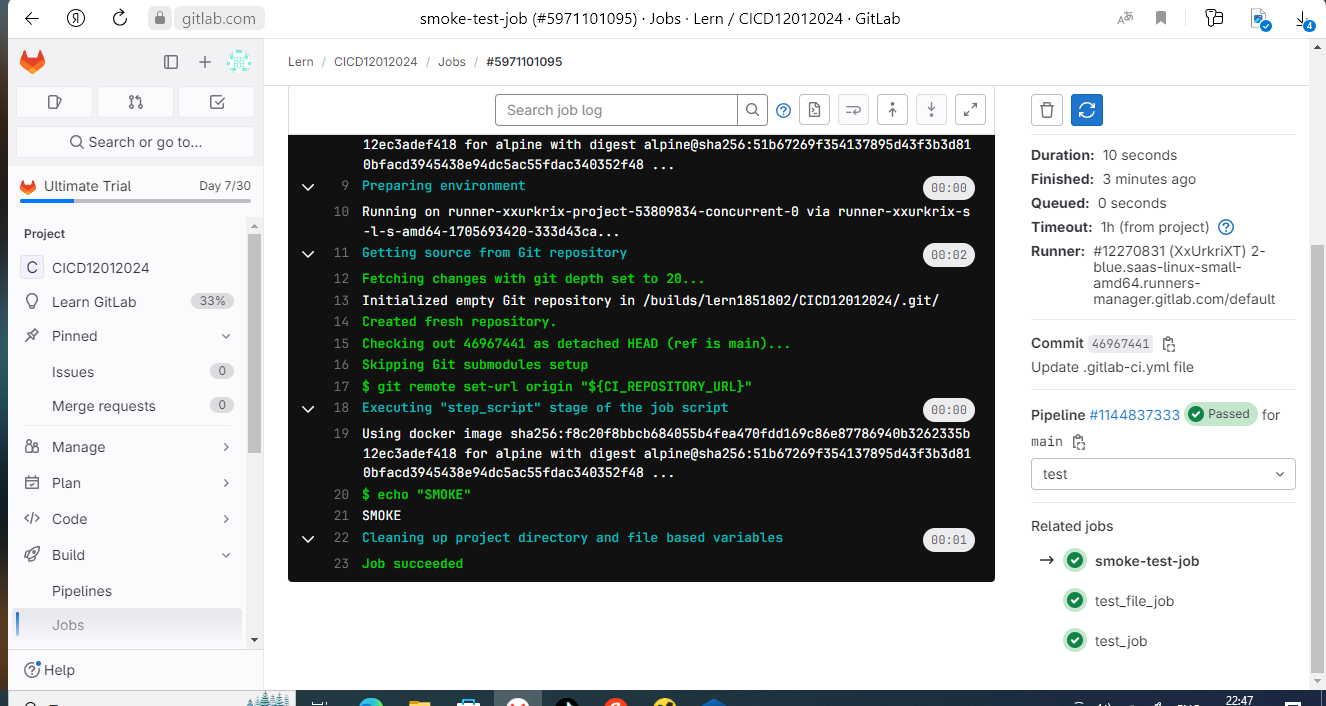 gitlab.com
smoke-test-job (#5971101095) · Jobs · Lern / CICD12012024 · GitLab
4
Lern / CICD12012024 / Jobs / #5971101095
Search or go to...
Ultimate Trial Day 7/30
Project
C CICD12012024
Learn GitLab 33%
Pinned
Issues 0
Merge requests 0
Manage
Plan
Code
Build
Pipelines
Jobs
Help
Search job log
12ec3adef418 for alpine with digest alpine@sha256:51b67269f354137895d43f3b3d81
0bfacd3945438e94dc5ac55fdac340352f48 ...
9 Preparing environment 00:00
10 Running on runner-xxurkrix-project-53809834-concurrent-0 via runner-xxurkrix-s
-l-s-amd64-1705693420-333d43ca...
11 Getting source from Git repository 00:02
12 Fetching changes with git depth set to 20...
13 Initialized empty Git repository in /builds/lern1851802/CICD12012024/.git/
14 Created fresh repository.
15 Checking out 46967441 as detached HEAD (ref is main)...
16 Skipping Git submodules setup
17 $ git remote set-url origin "${CI_REPOSITORY_URL}"
18 Executing "step_script" stage of the job script 00:00
19 Using docker image sha256:f8c20f8bbcb684055b4fea470fdd169c86e87786940b3262335b
12ec3adef418 for alpine with digest alpine@sha256:51b67269f354137895d43f3b3d81
0bfacd3945438e94dc5ac55fdac340352f48 ...
20 $ echo "SMOKE"
21 SMOKE
22 Cleaning up project directory and file based variables 00:01
23 Job succeeded
Duration: 10 seconds
Finished: 3 minutes ago
Queued: 0 seconds
Timeout: 1h (from project)
Runner: #12270831 (XxUrkriXT) 2-
blue.saas-linux-small-
amd64.runners-
manager.gitlab.com/default
Commit 46967441
Update .gitlab-ci.yml file
Pipeline #1144837333 Passed for
main
test
Related jobs
→ smoke-test-job
test_file_job
test_job
22:47